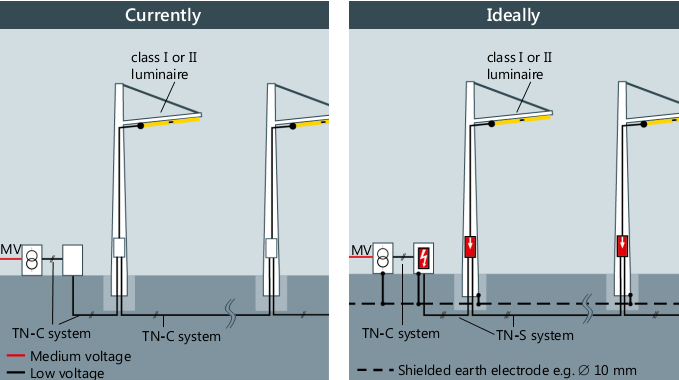 Currently
class I or II
luminaire
MV
TN-C system
TN-C system
Medium voltage
Low voltage
Ideally
class I or II
luminaire
MV
TN-C system
TN-S system
Shielded earth electrode e.g. ∅ 10 mm